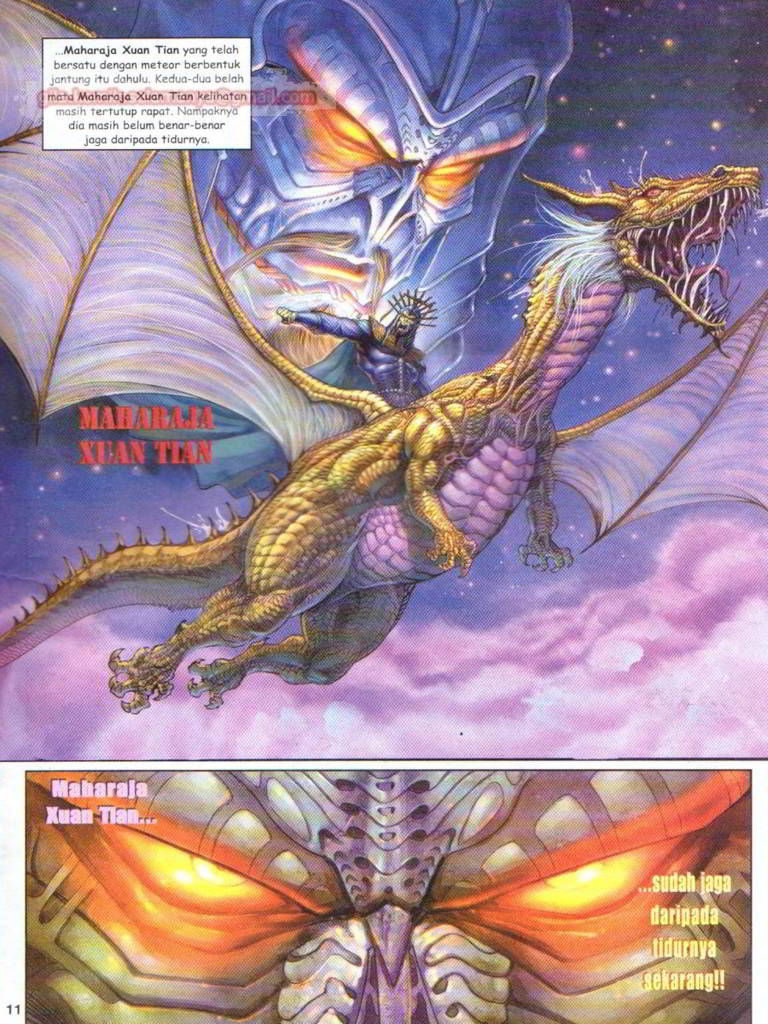 ...Maharaja Xuan Tian yang telah
bersatu dengan meteor berbentuk
jantung itu dahulu. Kedua-dua belah
mata Maharaja Xuan Tian kelihatan
masih tertutup rapat. Nampaknya
dia masih belum benar-benar
jaga daripada tidurnya.
MAHARAJA
XUAN TIAN
Maharaja
Xuan Tian...
...sudah jaga
daripada
tidurnya
sekarang!!
11